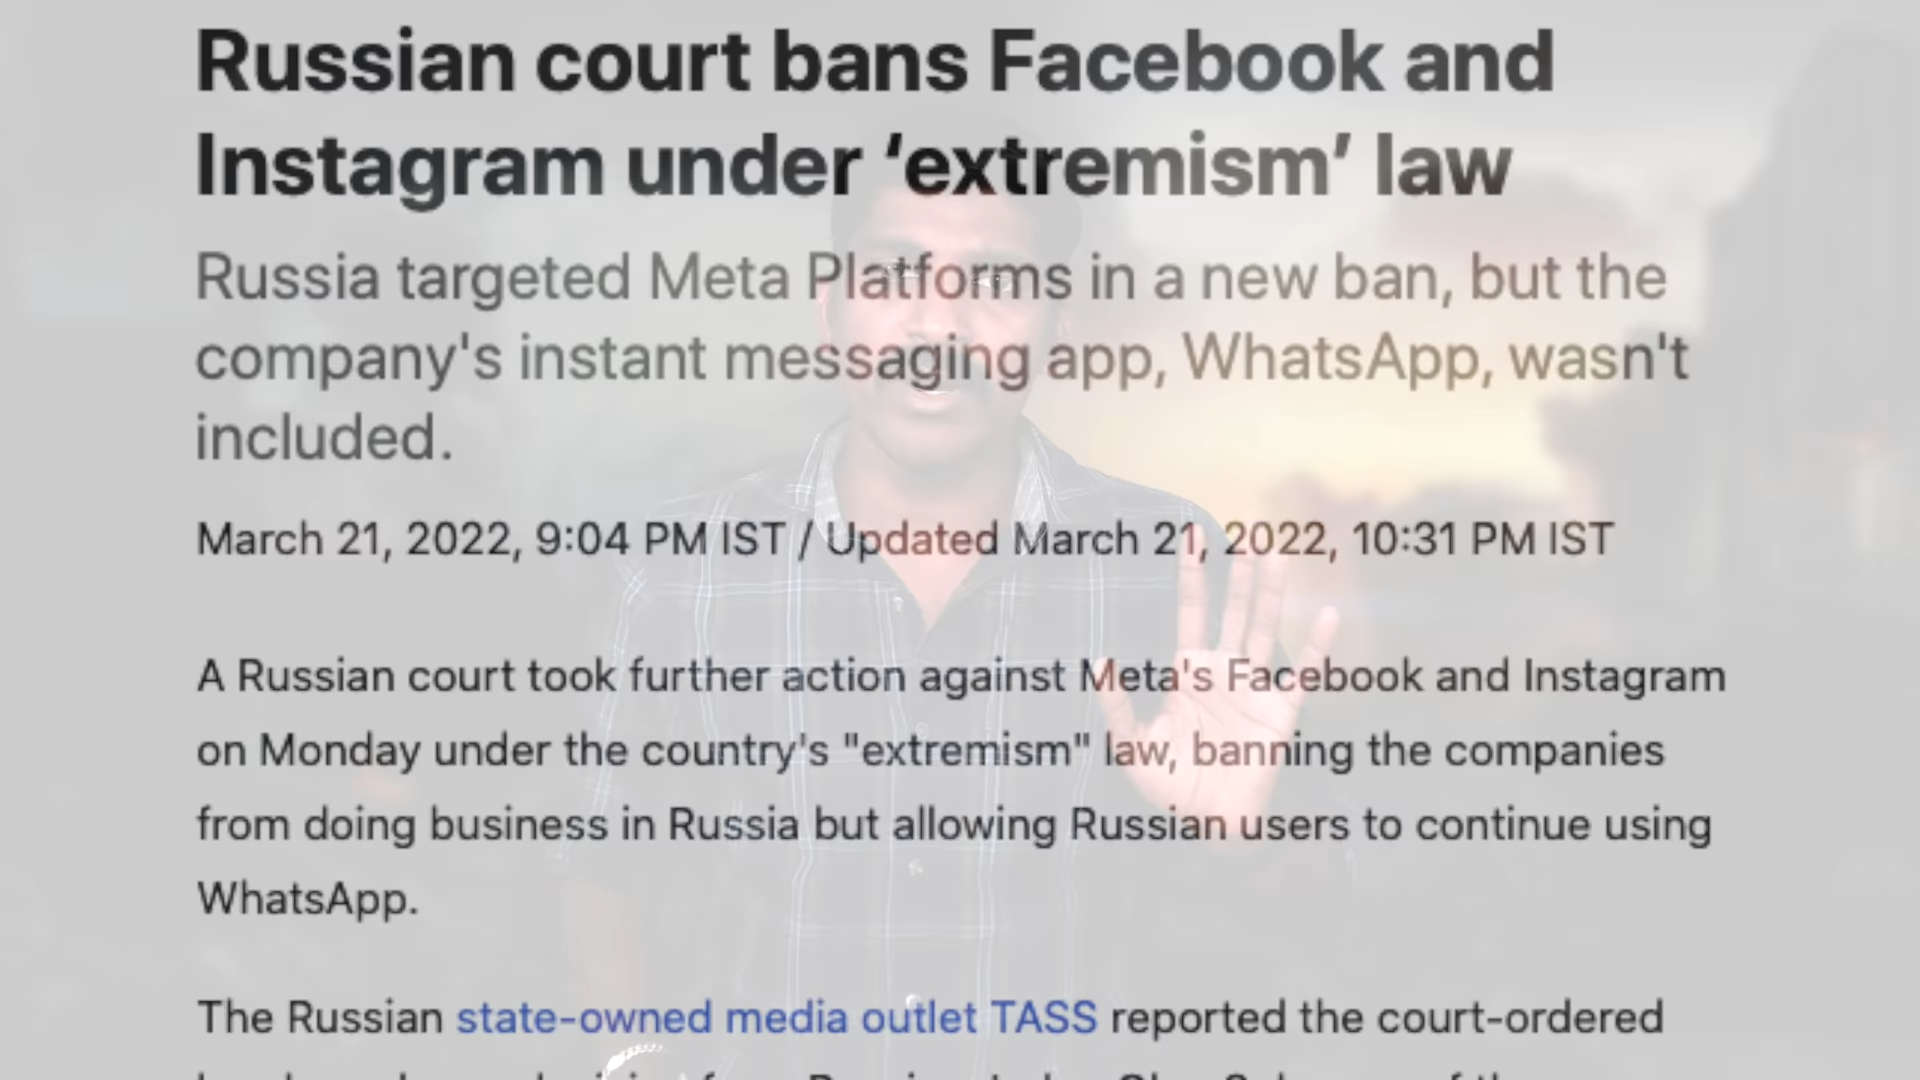 Russian court bans Facebook and
Instagram under ‘extremism’ law
Russia targeted Meta Platforms in a new ban, but the
company's instant messaging app, WhatsApp, wasn't
included.
March 21, 2022, 9:04 PM IST / Updated March 21, 2022, 10:31 PM IST
A Russian court took further action against Meta's Facebook and Instagram
on Monday under the country's "extremism" law, banning the companies
from doing business in Russia but allowing Russian users to continue using
WhatsApp.
The Russian state-owned media outlet TASS reported the court-ordered